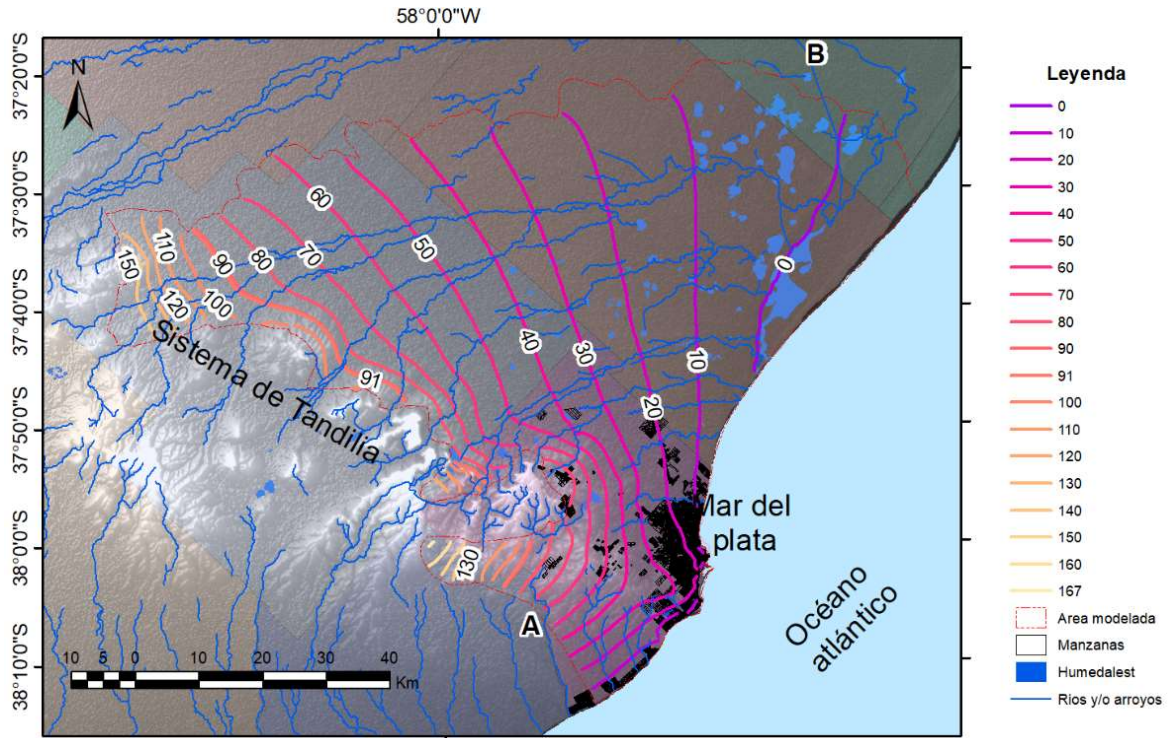 58°0'0"W
37°20'0"S
37°30'0"S
37°40'0"S
37°50'0"S
38°0'0"S
38°10'0"S
N
B
A
150
110
120
100
90
80
70
60
50
40
30
20
10
0
0
91
130
Sistema de Tandilia
Mar del
plata
Océano
atlántico
10 5 0 10 20 30 40
Km
Leyenda
0
10
20
30
40
50
60
70
80
90
91
100
110
120
130
140
150
160
167
Area modelada
Manzanas
Humedalest
Rios y/o arroyos